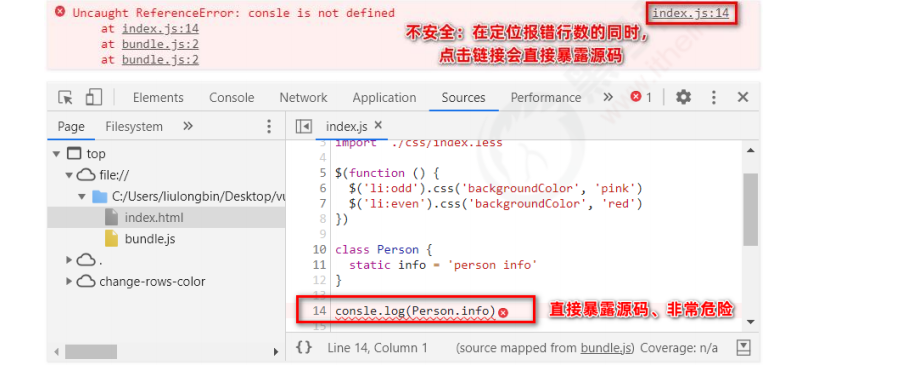 Uncaught ReferenceError: consle is not defined
at index.js:14
at bundle.js:2
at bundle.js:2
index.js:14
不安全：在定位报错行数的同时，
点击链接会直接暴露源码
Elements Console Network Application Sources Performance » 1
Page Filesystem »
index.js ×
top
file://
C:/Users/liulongbin/Desktop/vu
index.html
bundle.js
.
change-rows-color
3 import './css/index.less'
4
5 $(function () {
6 $('li:odd').css('backgroundColor', 'pink')
7 $('li:even').css('backgroundColor', 'red')
8 })
9
10 class Person {
11 static info = 'person info'
12 }
13
14 consle.log(Person.info)
15
直接暴露源码、非常危险
{} Line 14, Column 1 (source mapped from bundle.js) Coverage: n/a